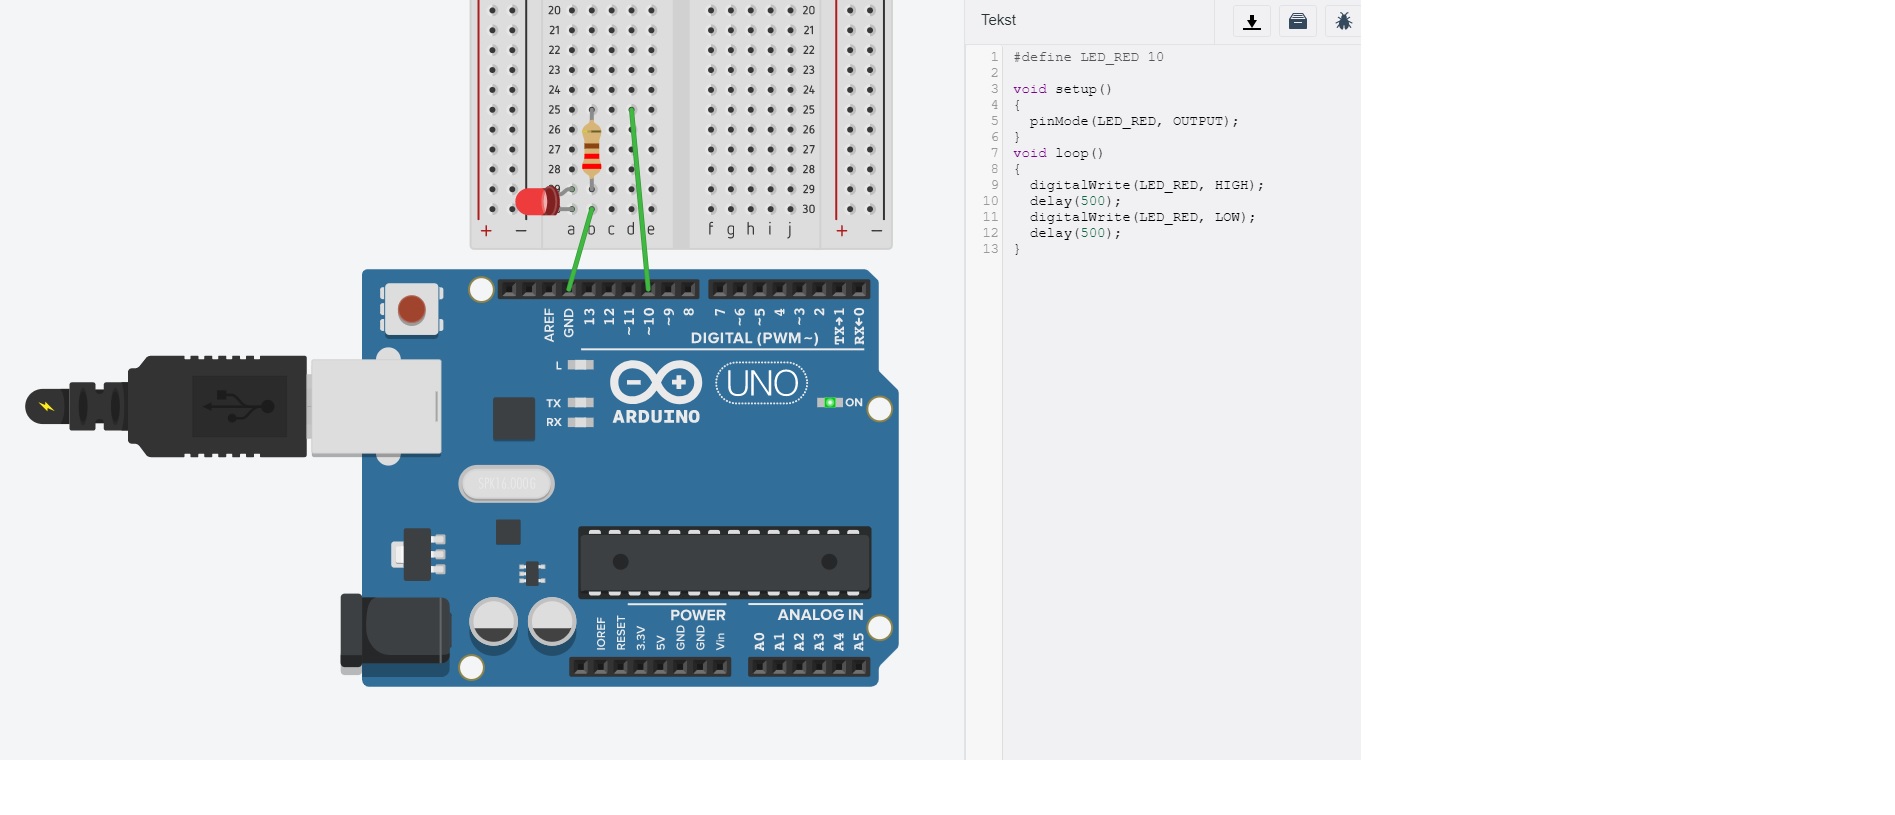 20 20
21 21
22 22
23 23
24 24
25 25
26 26
27 27
28 28
29 29
30 30
+ − a b c d e f g h i j + −
AREF
GND
13
12
~11
~10
~9
8
7
~6
~5
4
~3
2
TX→1
RX←0
DIGITAL (PWM~)
L
TX
RX
UNO
ARDUINO
ON
SPK16.000G
POWER
ANALOG IN
IOREF
RESET
3.3V
5V
GND
GND
Vin
A0
A1
A2
A3
A4
A5
Tekst
1 #define LED_RED 10
2
3 void setup()
4 {
5 pinMode(LED_RED, OUTPUT);
6 }
7 void loop()
8 {
9 digitalWrite(LED_RED, HIGH);
10 delay(500);
11 digitalWrite(LED_RED, LOW);
12 delay(500);
13 }